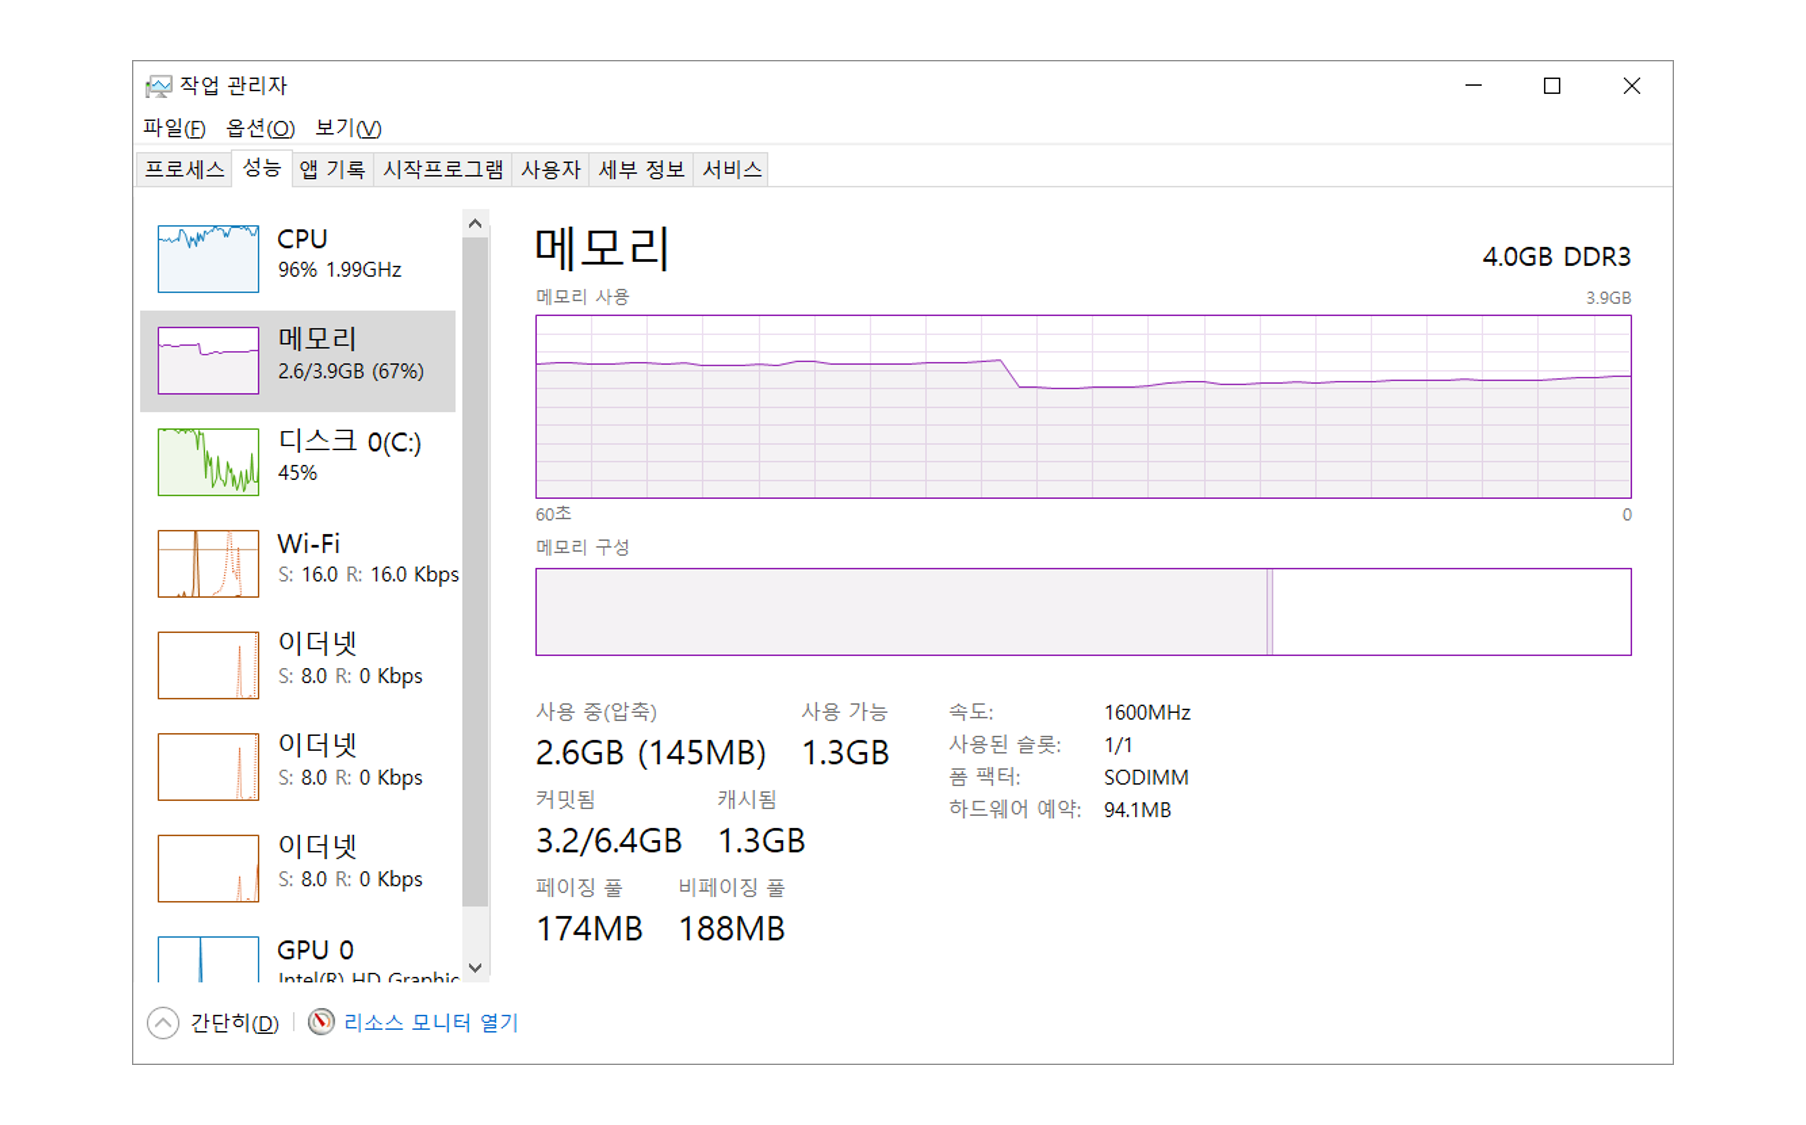 작업 관리자
파일(F) 옵션(O) 보기(V)
프로세스 성능 앱 기록 시작프로그램 사용자 세부 정보 서비스
CPU
96% 1.99GHz
메모리
2.6/3.9GB (67%)
디스크 0(C:)
45%
Wi-Fi
S: 16.0 R: 16.0 Kbps
이더넷
S: 8.0 R: 0 Kbps
이더넷
S: 8.0 R: 0 Kbps
이더넷
S: 8.0 R: 0 Kbps
GPU 0
Intel(R) HD Graphic
메모리
4.0GB DDR3
메모리 사용
3.9GB
60초
0
메모리 구성
사용 중(압축)
2.6GB (145MB)
사용 가능
1.3GB
커밋됨
3.2/6.4GB
캐시됨
1.3GB
페이징 풀
174MB
비페이징 풀
188MB
속도: 1600MHz
사용된 슬롯: 1/1
폼 팩터: SODIMM
하드웨어 예약: 94.1MB
간단히(D)
리소스 모니터 열기